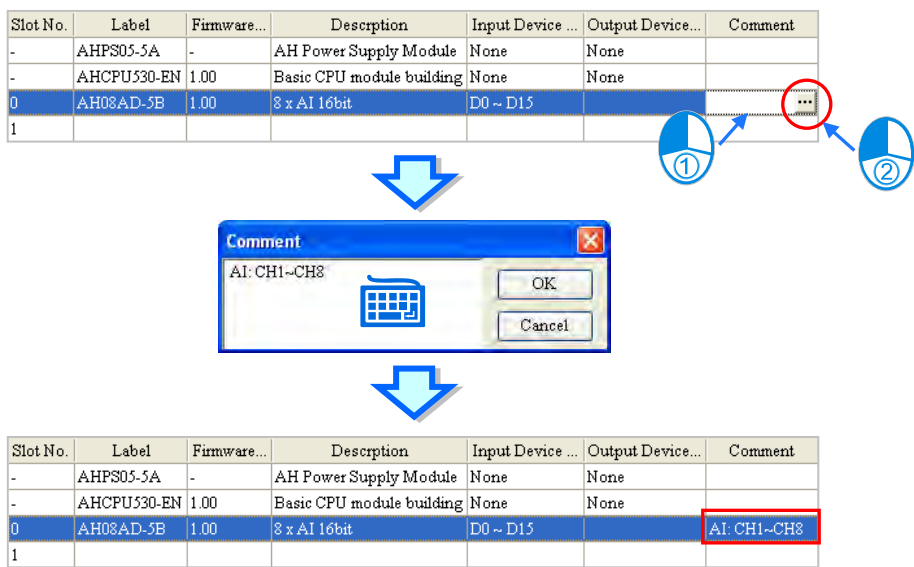 Slot No. Label Firmware... Descrption Input Device ... Output Device... Comment
- AHPS05-5A - AH Power Supply Module None None
- AHCPU530-EN 1.00 Basic CPU module building None None
0 AH08AD-5B 1.00 8 x AI 16bit D0 ~ D15 ...
1
① ②
Comment
AI: CH1~CH8
OK
Cancel
Slot No. Label Firmware... Descrption Input Device ... Output Device... Comment
- AHPS05-5A - AH Power Supply Module None None
- AHCPU530-EN 1.00 Basic CPU module building None None
0 AH08AD-5B 1.00 8 x AI 16bit D0 ~ D15 AI: CH1~CH8
1